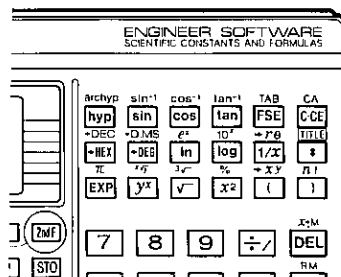 ENGINEER SOFTWARE
SCIENTIFIC CONSTANTS AND FORMULAS
archyp sin⁻¹ cos⁻¹ tan⁻¹ TAB CA
hyp sin cos tan FSE C·CE
→DEC →D.MS eˣ 10ˣ →rθ TITLE
→HEX →DEG ln log 1/x ↕
π ˣ√y ³√ % →xy n!
EXP yˣ √ x² ( )
2ndF 7 8 9 ÷/ DEL
x⇌M
STO RM